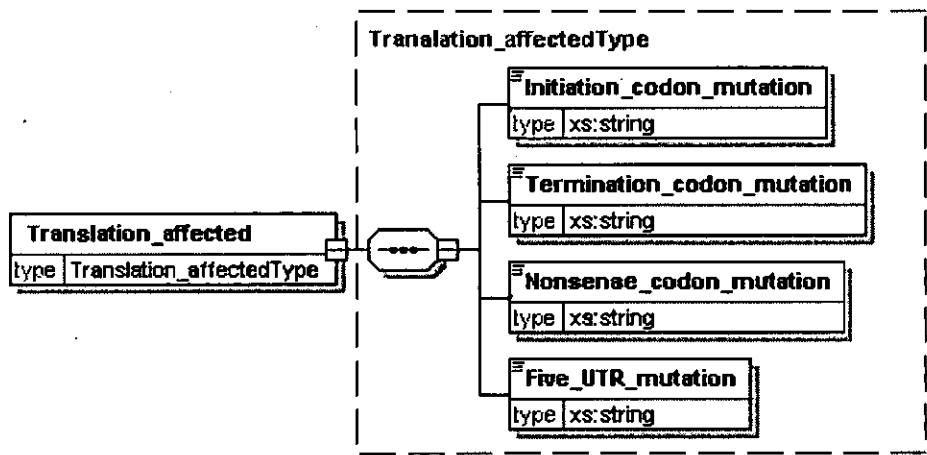 Tranlation_affectedType
Initiation_codon_mutation
type xs:string
Termination_codon_mutation
type xs:string
Translation_affected
type Translation_affectedType
Nonsense_codon_mutation
type xs:string
Five_UTR_mutation
type xs:string